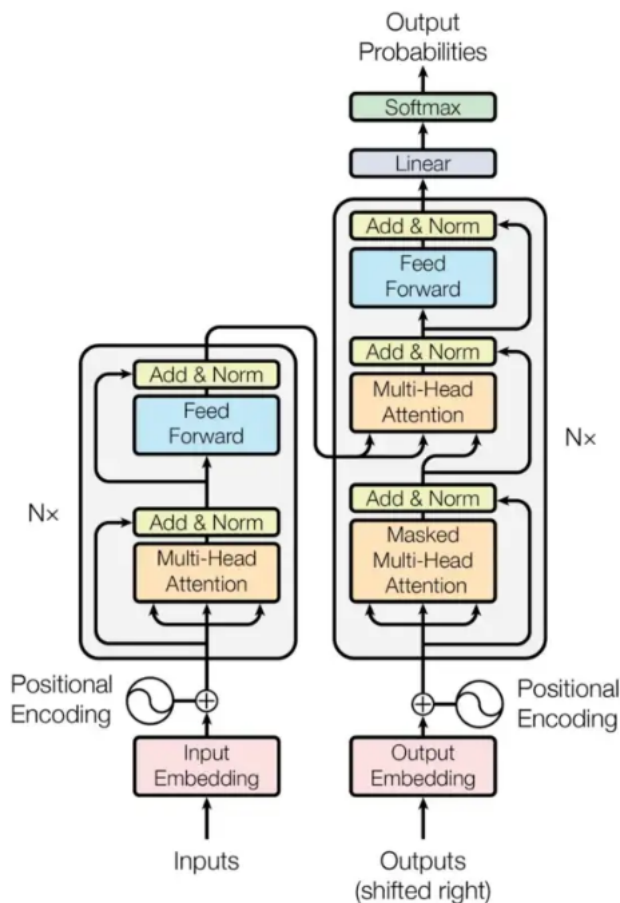 Output
Probabilities
Softmax
Linear
Add & Norm
Feed
Forward
Add & Norm
Multi-Head
Attention
Add & Norm
Masked
Multi-Head
Attention
Nx
Add & Norm
Feed
Forward
Add & Norm
Multi-Head
Attention
Nx
Positional
Encoding
Positional
Encoding
Input
Embedding
Output
Embedding
Inputs
Outputs
(shifted right)